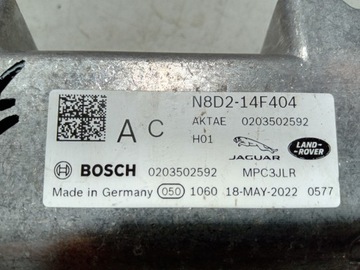 N8D2-14F404
A C
AKTAE 0203502592
H01
JAGUAR
LAND-
ROVER
BOSCH 0203502592 MPC3JLR
Made in Germany 050 1060 18-MAY-2022 0577